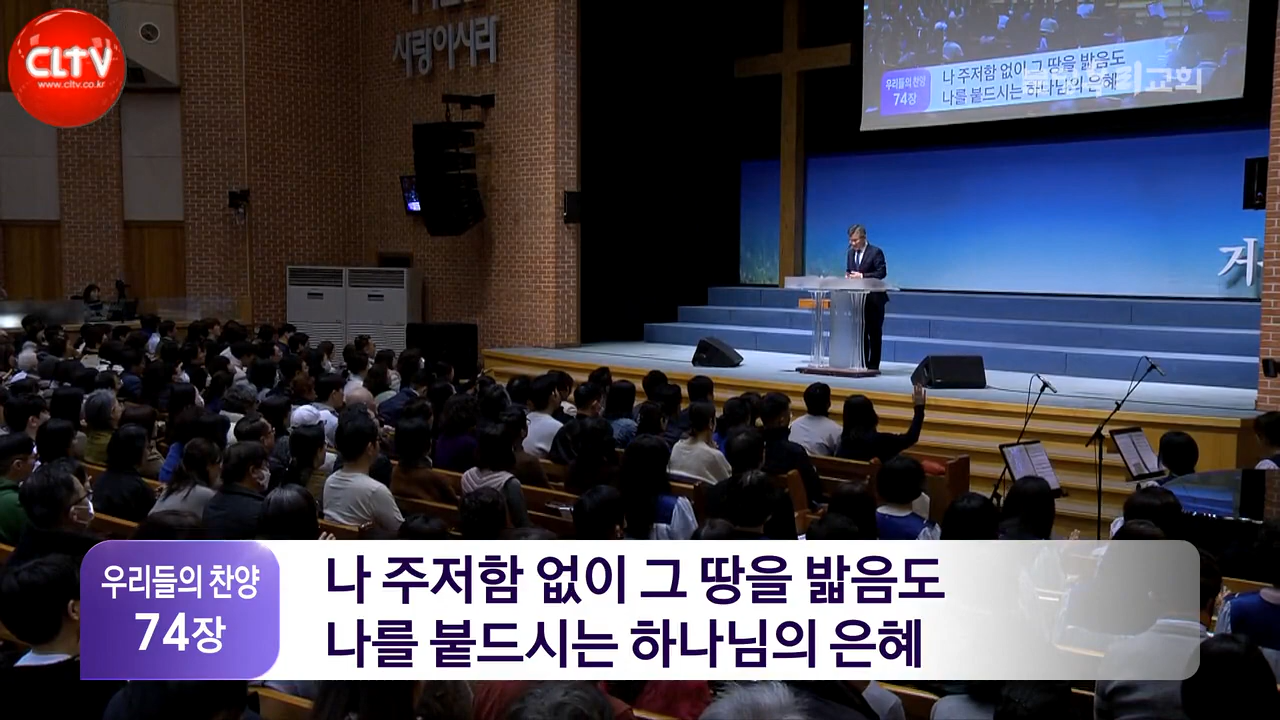 CLTV
www.cltv.co.kr
사랑이시라
우리들의 찬양
74장
나 주저함 없이 그 땅을 밟음도
나를 붙드시는 하나님의 은혜
교회
우리들의 찬양
74장
나 주저함 없이 그 땅을 밟음도
나를 붙드시는 하나님의 은혜